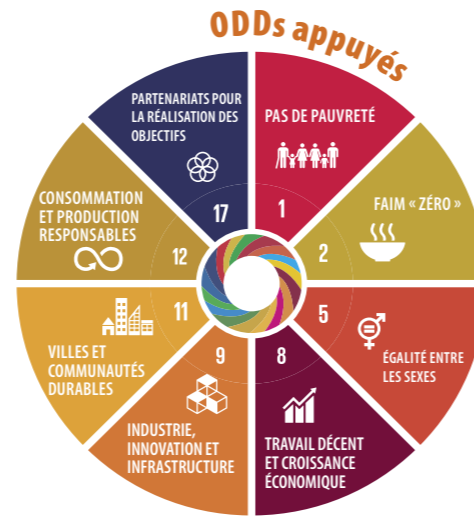 ODDs appuyés
PAS DE PAUVRETÉ
1
FAIM « ZÉRO »
2
5
ÉGALITÉ ENTRE
LES SEXES
8
TRAVAIL DÉCENT
ET CROISSANCE
ÉCONOMIQUE
9
INDUSTRIE,
INNOVATION ET
INFRASTRUCTURE
11
VILLES ET
COMMUNAUTÉS
DURABLES
CONSOMMATION
ET PRODUCTION
RESPONSABLES
12
PARTENARIATS POUR
LA RÉALISATION DES
OBJECTIFS
17